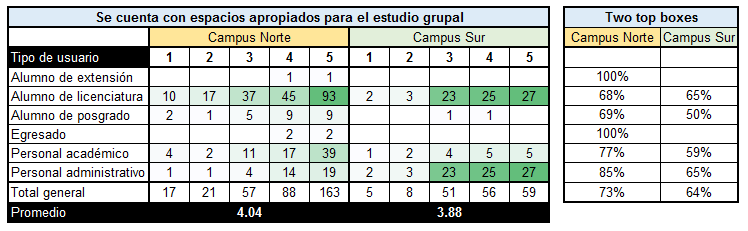 Se cuenta con espacios apropiados para el estudio grupal Two top boxes
Campus Norte Campus Sur Campus Norte Campus Sur
Tipo de usuario 1 2 3 4 5 1 2 3 4 5
Alumno de extensión 1 1 100%
Alumno de licenciatura 10 17 37 45 93 2 3 23 25 27 68% 65%
Alumno de posgrado 2 1 5 9 9 1 1 69% 50%
Egresado 2 2 100%
Personal académico 4 2 11 17 39 1 2 4 5 5 77% 59%
Personal administrativo 1 1 4 14 19 2 3 23 25 27 85% 65%
Total general 17 21 57 88 163 5 8 51 56 59 73% 64%
Promedio 4.04 3.88